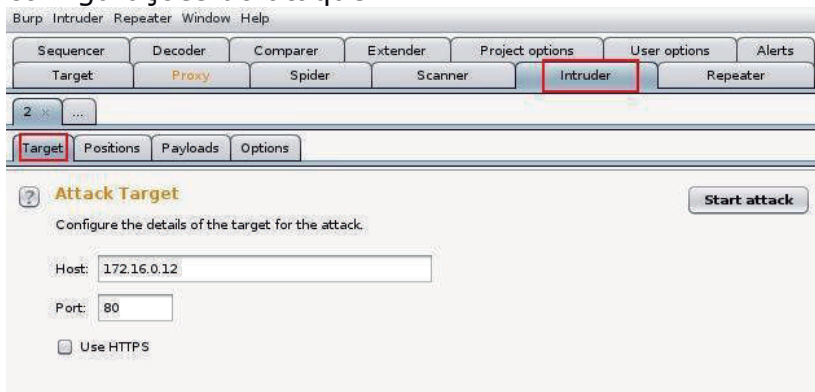 Burp Intruder Repeater Window Help
Sequencer Decoder Comparer Extender Project options User options Alerts
Target Proxy Spider Scanner Intruder Repeater
2 × ...
Target Positions Payloads Options
? Attack Target
Start attack
Configure the details of the target for the attack.
Host: 172.16.0.12
Port: 80
Use HTTPS